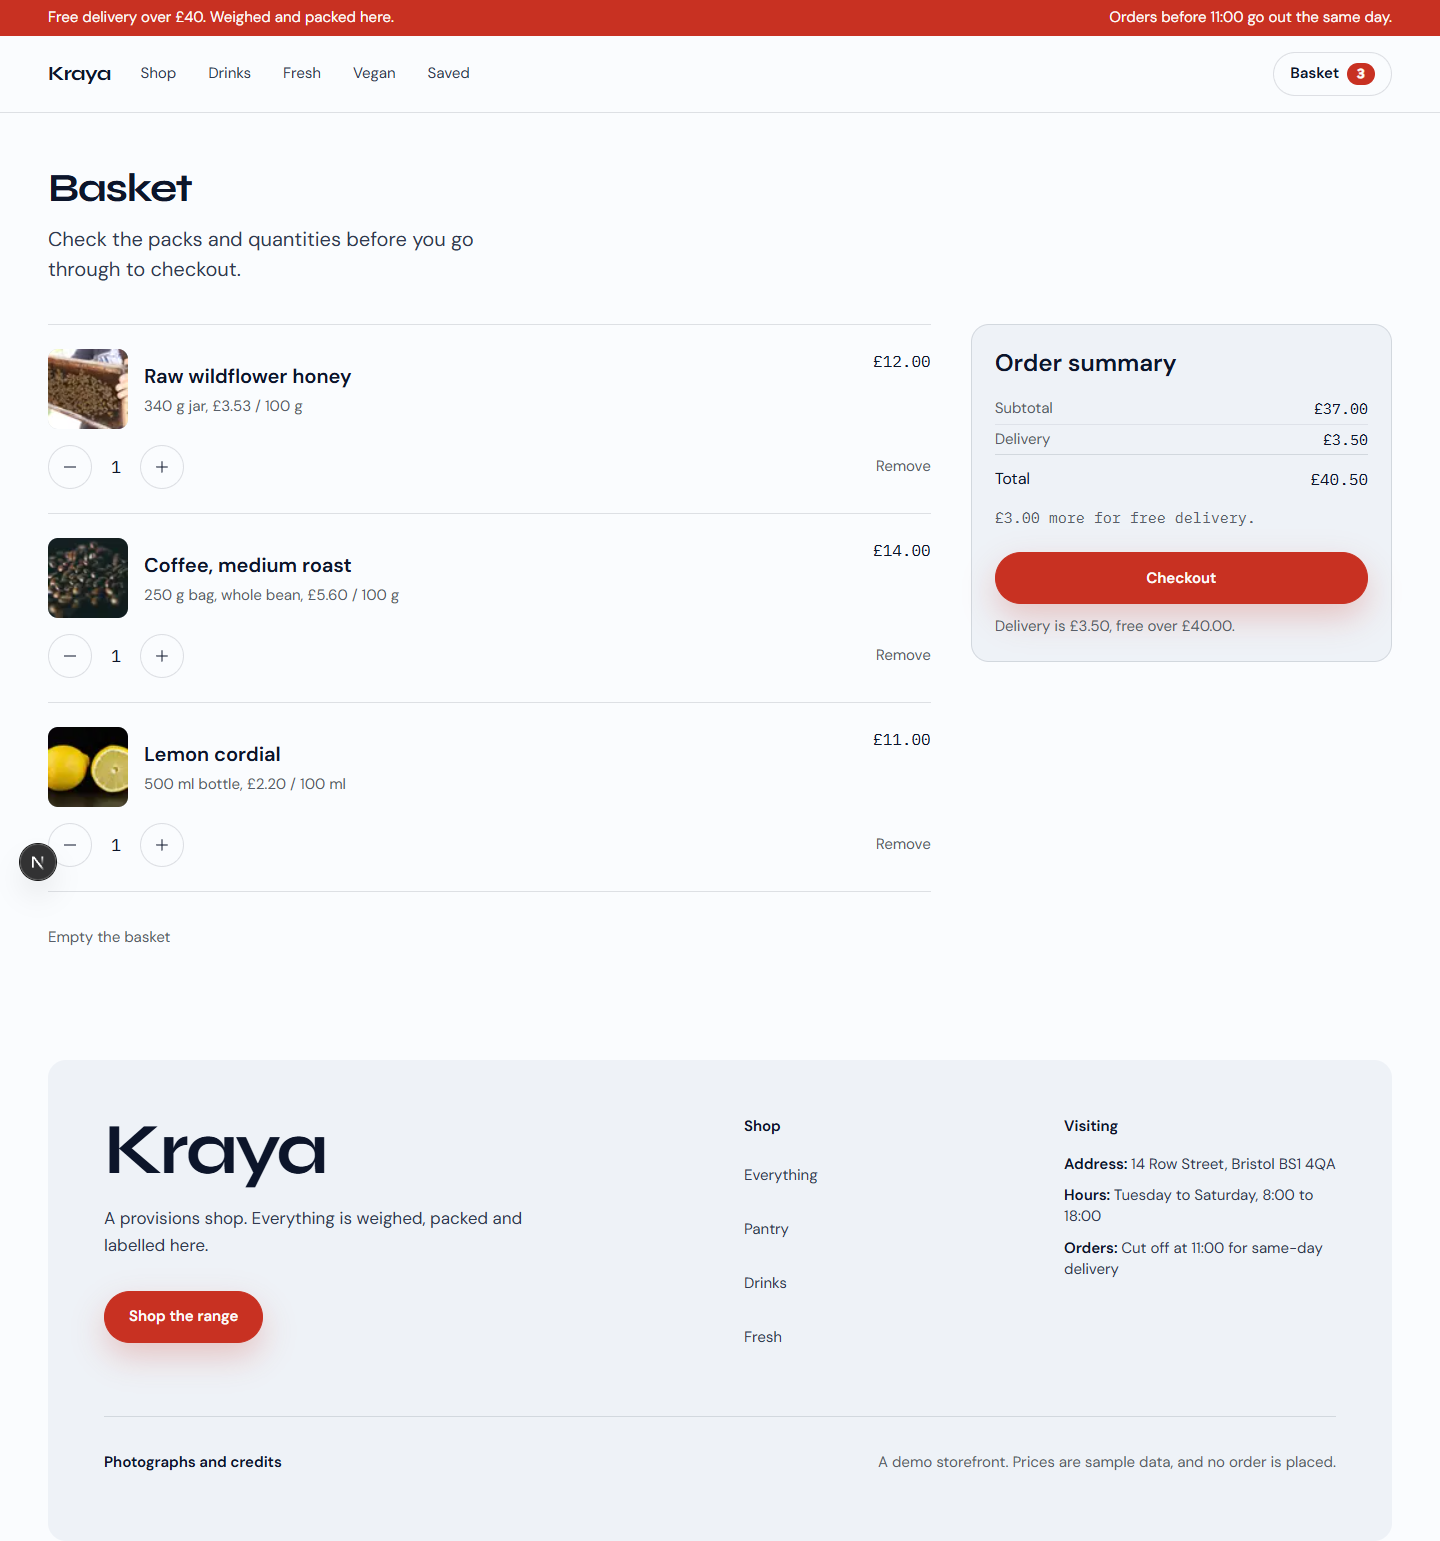 Free delivery over £40. Weighed and packed here.
Orders before 11:00 go out the same day.
Kraya
Shop
Drinks
Fresh
Vegan
Saved
Basket 3
Basket
Check the packs and quantities before you go
through to checkout.
Raw wildflower honey
340 g jar, £3.53 / 100 g
£12.00
1
Remove
Coffee, medium roast
250 g bag, whole bean, £5.60 / 100 g
£14.00
1
Remove
Lemon cordial
500 ml bottle, £2.20 / 100 ml
£11.00
1
Remove
N
Empty the basket
Order summary
Subtotal £37.00
Delivery £3.50
Total £40.50
£3.00 more for free delivery.
Checkout
Delivery is £3.50, free over £40.00.
Kraya
A provisions shop. Everything is weighed, packed and
labelled here.
Shop the range
Shop
Everything
Pantry
Drinks
Fresh
Visiting
Address: 14 Row Street, Bristol BS1 4QA
Hours: Tuesday to Saturday, 8:00 to
18:00
Orders: Cut off at 11:00 for same-day
delivery
Photographs and credits
A demo storefront. Prices are sample data, and no order is placed.